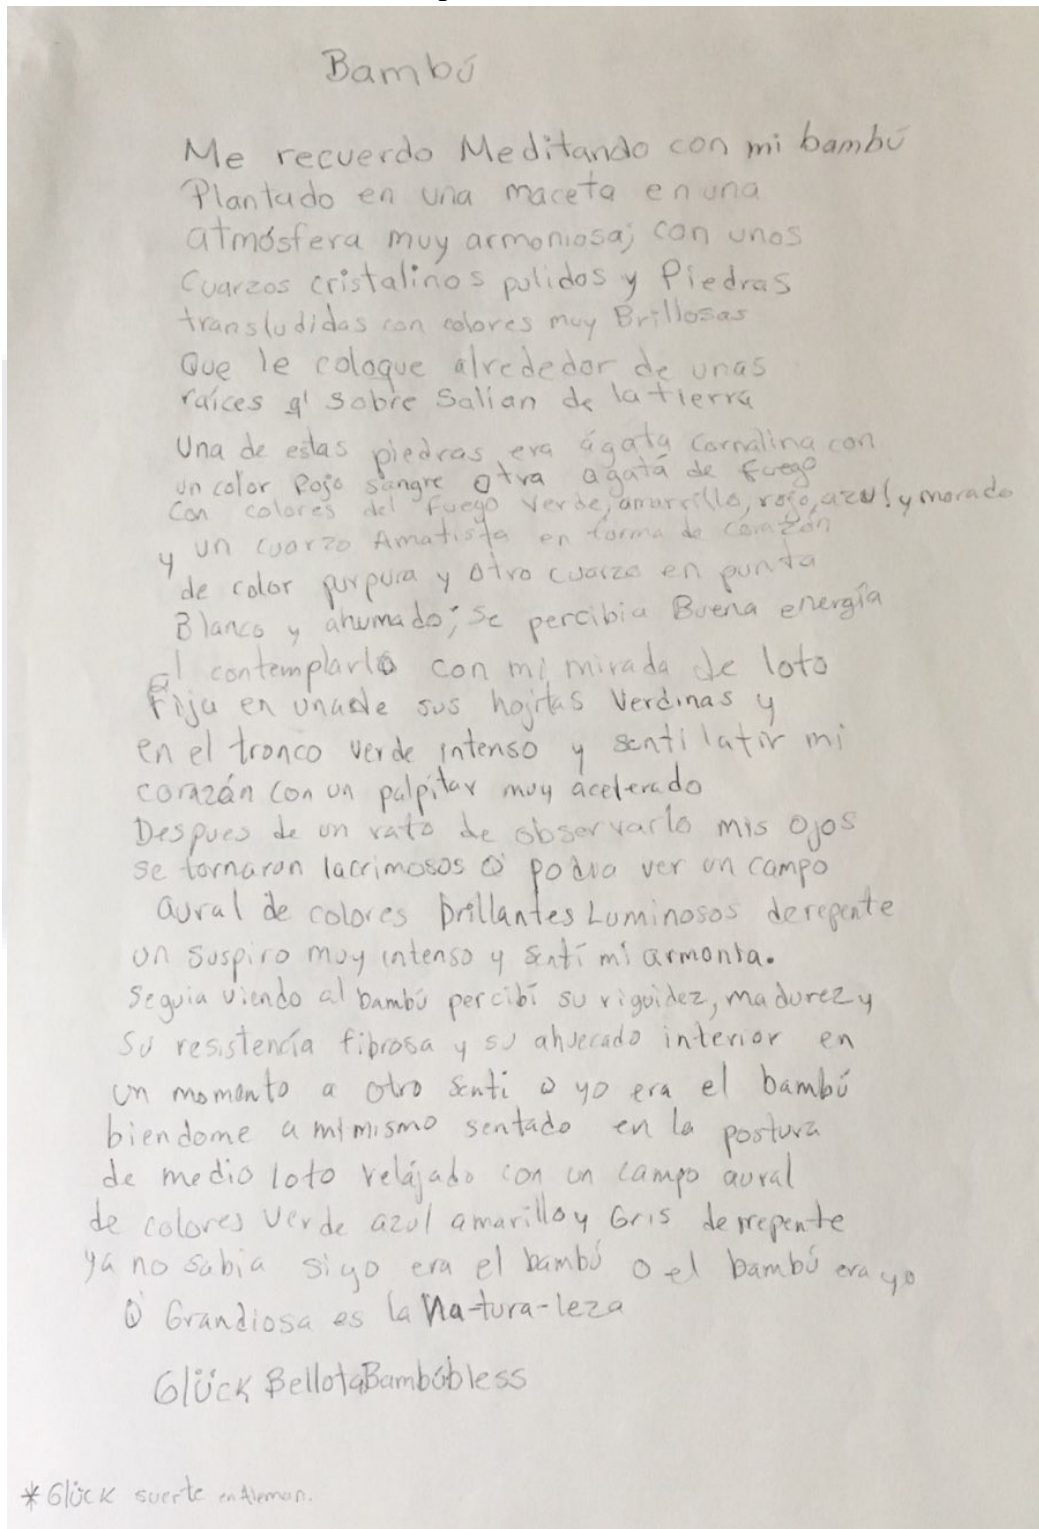 Bambú
Me recuerdo Meditando con mi bambú
Plantado en una maceta en una
atmósfera muy armoniosa; con unos
Cuarzos cristalinos pulidos y Piedras
transludidas con colores muy Brillosas
Que le coloque alrededor de unas
raíces q' sobre Salian de la tierra
Una de estas piedras era ágata Cornalina con
un color Rojo sangre otra agatá de fuego
Con colores del fuego Verde, amarrillo, rojo, azul y morado
y un cuarzo Amatista en forma de corazón
de color purpura y otro cuarzo en punta
Blanco y ahumado; Se percibia Buena energía
al contemplarlo con mi mirada de loto
Fija en una de sus hojitas Verdinas y
en el tronco verde intenso y senti latir mi
corazón con un palpitar muy acelerado
Despues de un rato de observarlo mis ojos
se tornaron lacrimosos Q' podia ver un campo
aural de colores brillantes Luminosos derepente
un suspiro muy intenso y sentí mi armonia.
Seguia viendo al bambú percibí su riguidez, madurez y
Su resistencía fibrosa y su ahuecado interior en
un momento a otro senti q yo era el bambú
biendome a mi mismo sentado en la postura
de medio loto relájado con un campo aural
de colores verde azul amarillo y Gris derrepente
ya no sabia si yo era el bambú o el bambú era yo
Q' Grandiosa es la Na-tura-leza
Glück BellotaBambúbless
*Glück suerte en Aleman.